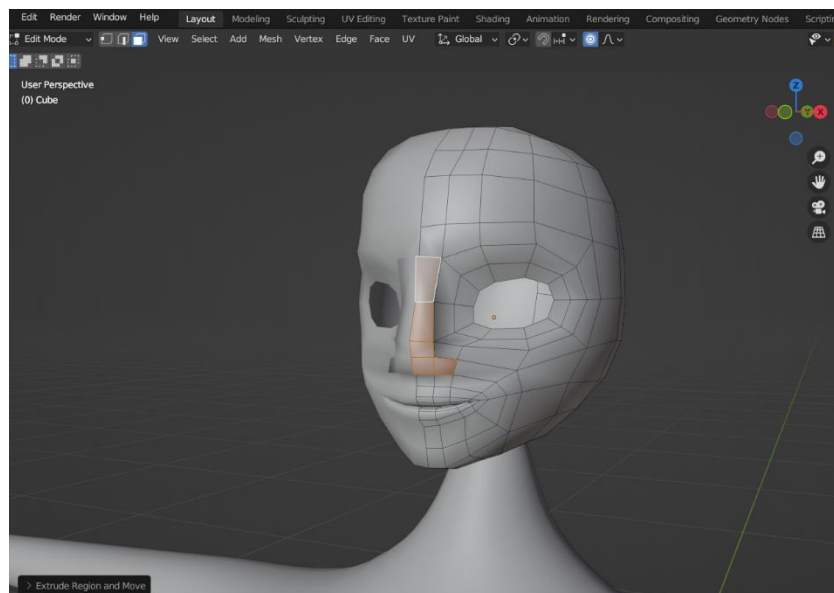 Edit Render Window Help Layout Modeling Sculpting UV Editing Texture Paint Shading Animation Rendering Compositing Geometry Nodes Scripti
Edit Mode View Select Add Mesh Vertex Edge Face UV Global
User Perspective
(0) Cube
Z
Y X
> Extrude Region and Move